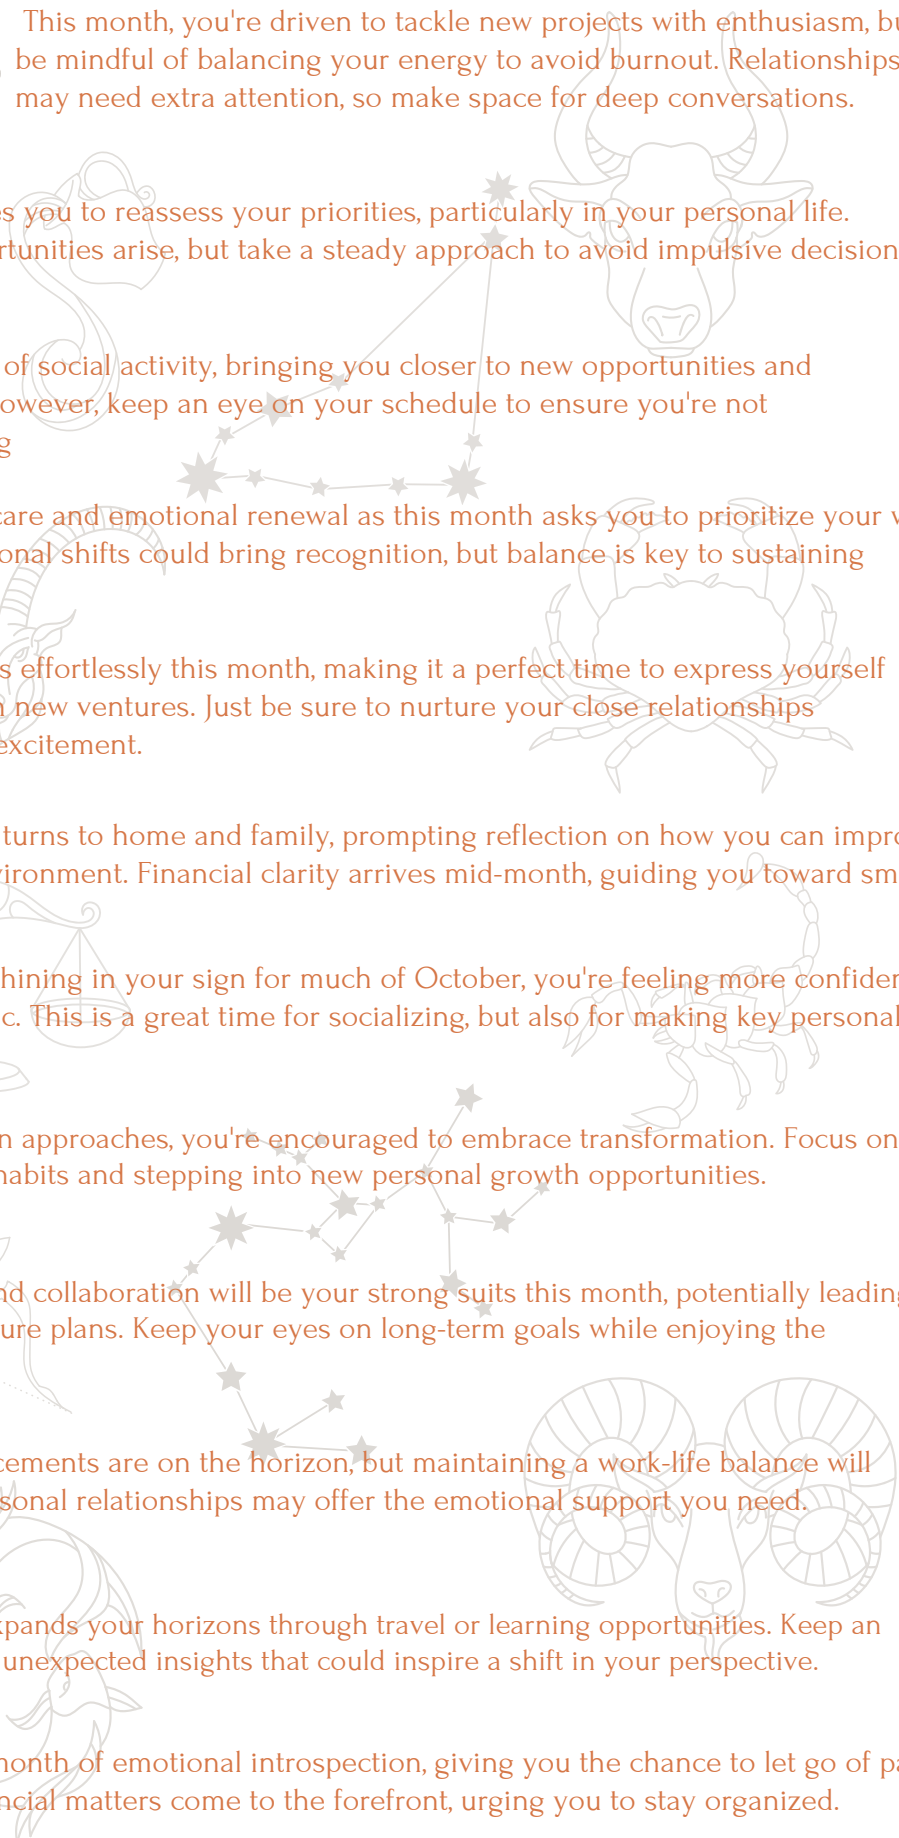 This month, you're driven to tackle new projects with enthusiasm, bu
be mindful of balancing your energy to avoid burnout. Relationships
may need extra attention, so make space for deep conversations.
es you to reassess your priorities, particularly in your personal life.
rtunities arise, but take a steady approach to avoid impulsive decision
of social activity, bringing you closer to new opportunities and
owever, keep an eye on your schedule to ensure you're not
g
care and emotional renewal as this month asks you to prioritize your w
onal shifts could bring recognition, but balance is key to sustaining
s effortlessly this month, making it a perfect time to express yourself
n new ventures. Just be sure to nurture your close relationships
excitement.
turns to home and family, prompting reflection on how you can impro
vironment. Financial clarity arrives mid-month, guiding you toward sm
hining in your sign for much of October, you're feeling more confiden
c. This is a great time for socializing, but also for making key personal
n approaches, you're encouraged to embrace transformation. Focus on
habits and stepping into new personal growth opportunities.
nd collaboration will be your strong suits this month, potentially leading
ure plans. Keep your eyes on long-term goals while enjoying the
cements are on the horizon, but maintaining a work-life balance will
sonal relationships may offer the emotional support you need.
xpands your horizons through travel or learning opportunities. Keep an
unexpected insights that could inspire a shift in your perspective.
month of emotional introspection, giving you the chance to let go of pa
ncial matters come to the forefront, urging you to stay organized.